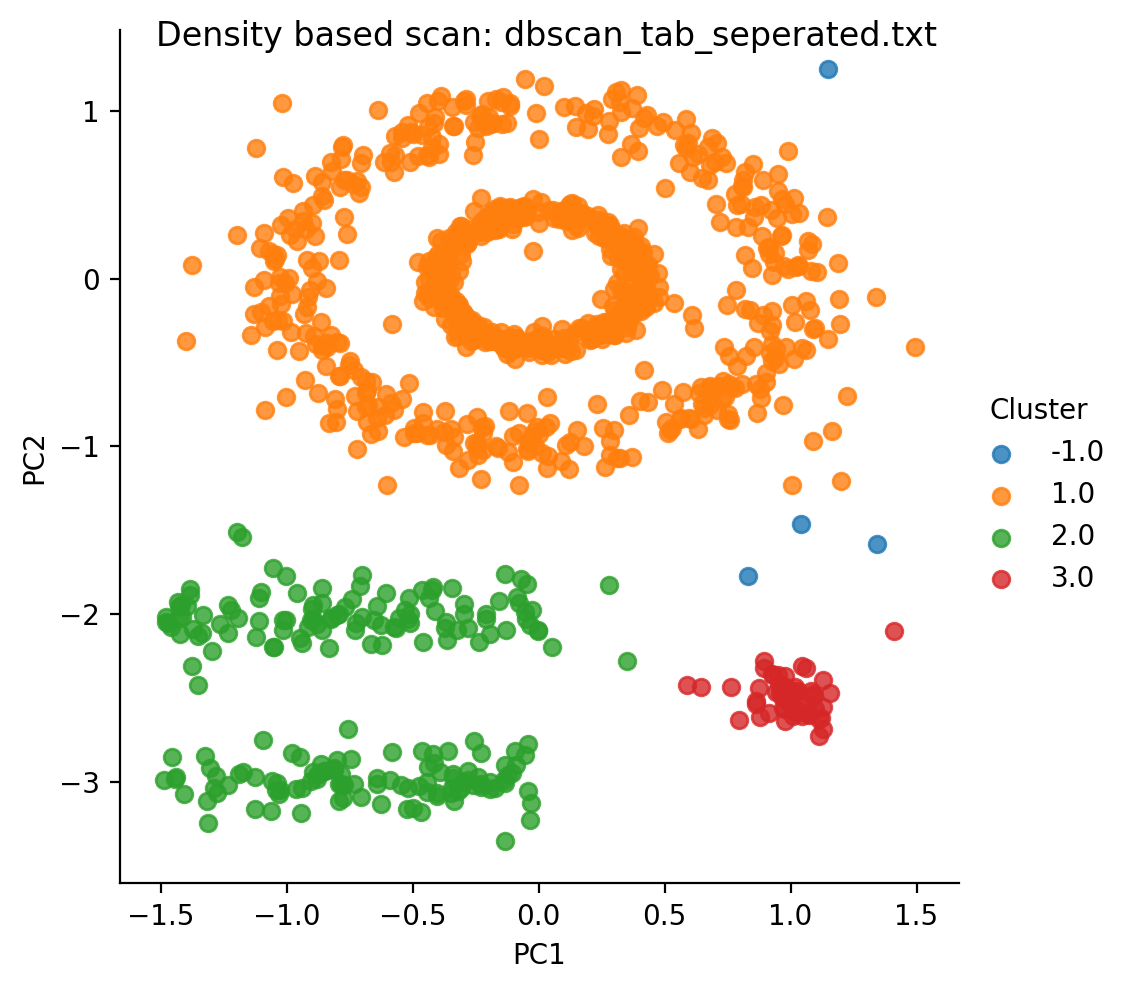 Density based scan: dbscan_tab_seperated.txt
1
0
−1
−2
−3
PC2
−1.5 −1.0 −0.5 0.0 0.5 1.0 1.5
PC1
Cluster
-1.0
1.0
2.0
3.0